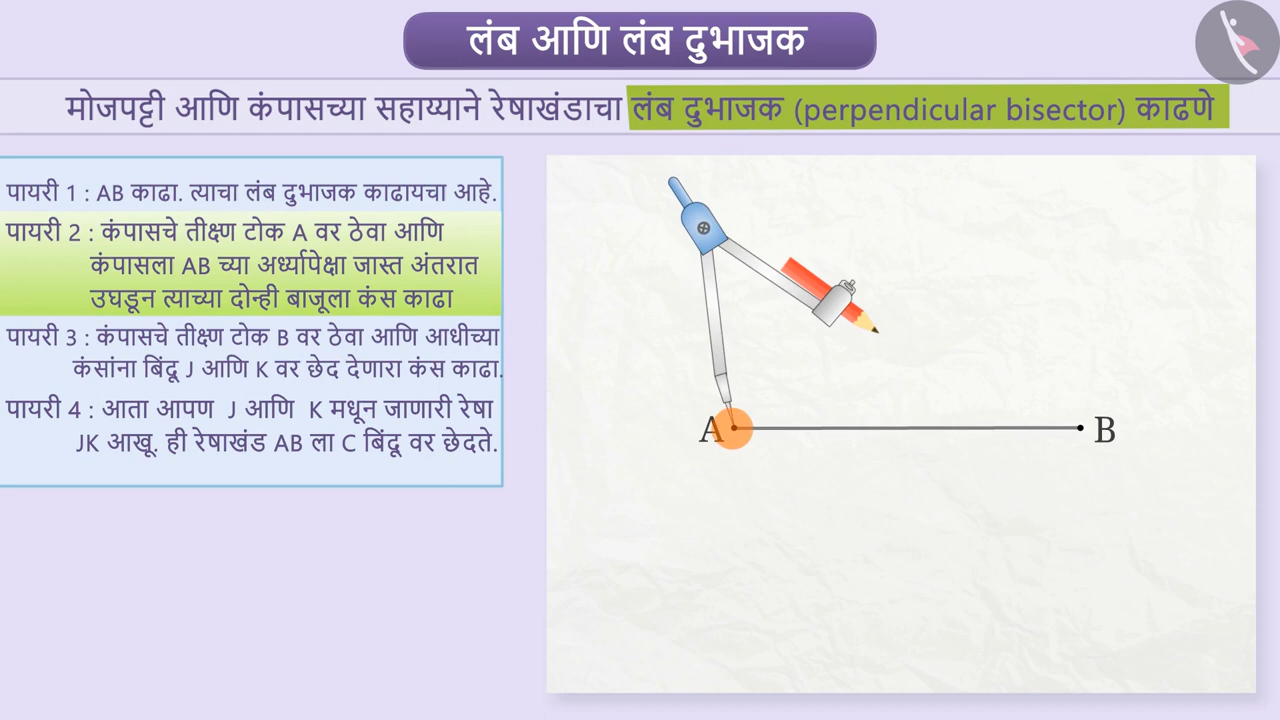 लंब आणि लंब दुभाजक
मोजपट्टी आणि कंपासच्या सहाय्याने रेषाखंडाचा लंब दुभाजक (perpendicular bisector) काढणे
पायरी 1 : AB काढा. त्याचा लंब दुभाजक काढायचा आहे.
पायरी 2 : कंपासचे तीक्ष्ण टोक A वर ठेवा आणि
कंपासला AB च्या अर्ध्यापेक्षा जास्त अंतरात
उघडून त्याच्या दोन्ही बाजूला कंस काढा
पायरी 3 : कंपासचे तीक्ष्ण टोक B वर ठेवा आणि आधीच्या
कंसांना बिंदू J आणि K वर छेद देणारा कंस काढा.
पायरी 4 : आता आपण J आणि K मधून जाणारी रेषा
JK आखू. ही रेषाखंड AB ला C बिंदू वर छेदते.
A B